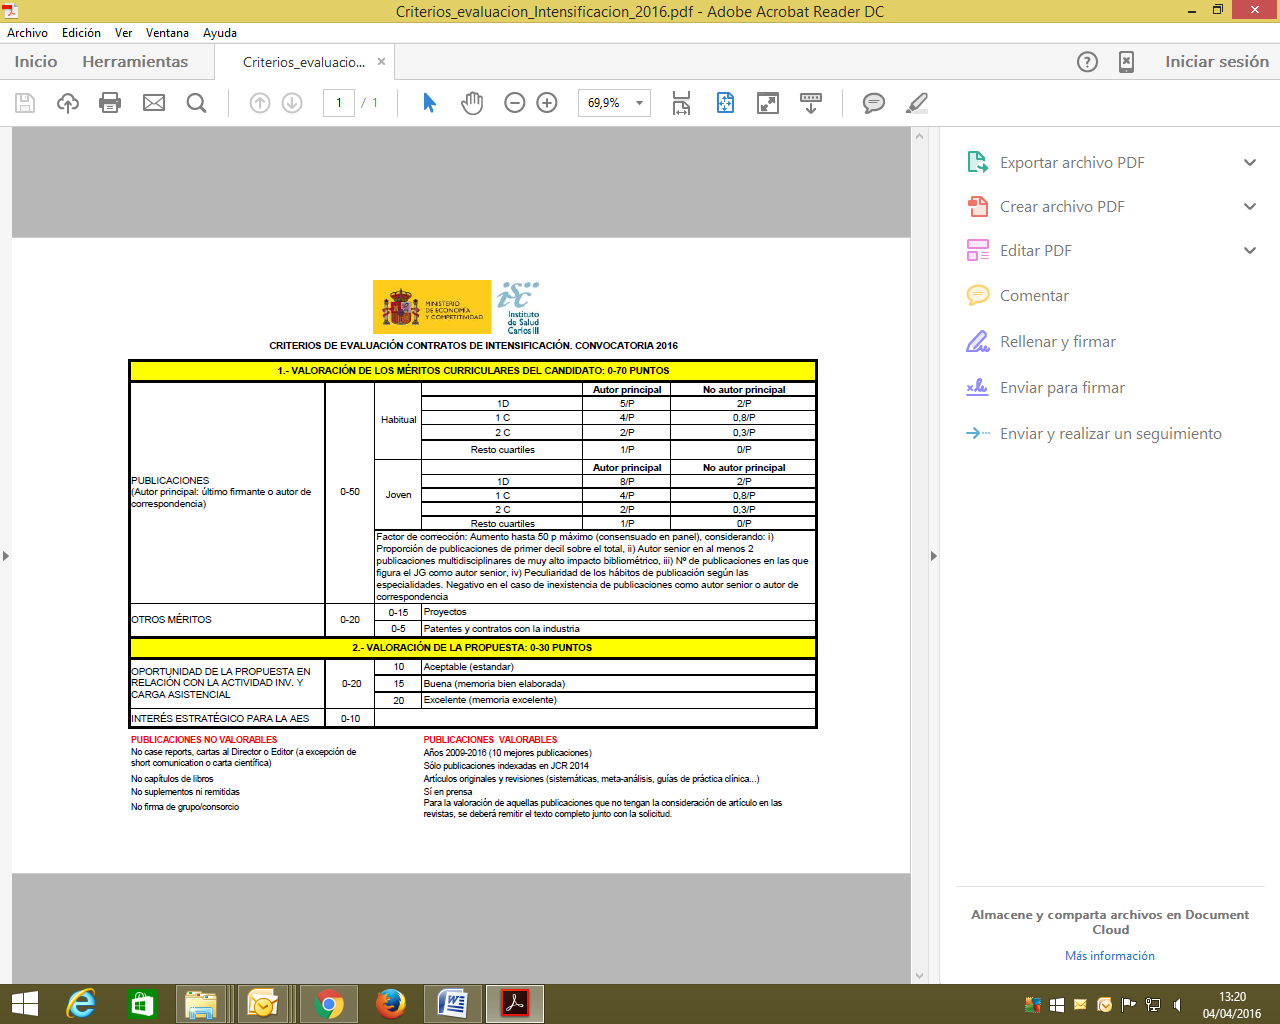 Criterios_evaluacion_Intensificacion_2016.pdf - Adobe Acrobat Reader DC
Archivo Edición Ver Ventana Ayuda
Inicio Herramientas Criterios_evaluacio... × Iniciar sesión
1 / 1 69,9%
Exportar archivo PDF
Crear archivo PDF
Editar PDF
Comentar
Rellenar y firmar
Enviar para firmar
Enviar y realizar un seguimiento
Almacene y comparta archivos en Document
Cloud
Más información
MINISTERIO
DE ECONOMÍA
Y COMPETITIVIDAD
isc
Instituto
de Salud
Carlos III
CRITERIOS DE EVALUACIÓN CONTRATOS DE INTENSIFICACIÓN. CONVOCATORIA 2016
1.- VALORACIÓN DE LOS MÉRITOS CURRICULARES DEL CANDIDATO: 0-70 PUNTOS
PUBLICACIONES
(Autor principal: último firmante o autor de
correspondencia)
0-50
Habitual
Autor principal No autor principal
1D 5/P 2/P
1 C 4/P 0,8/P
2 C 2/P 0,3/P
Resto cuartiles 1/P 0/P
Joven
Autor principal No autor principal
1D 8/P 2/P
1 C 4/P 0,8/P
2 C 2/P 0,3/P
Resto cuartiles 1/P 0/P
Factor de corrección: Aumento hasta 50 p máximo (consensuado en panel), considerando: i)
Proporción de publicaciones de primer decil sobre el total, ii) Autor senior en al menos 2
publicaciones multidisciplinares de muy alto impacto bibliométrico, iii) Nº de publicaciones en las que
figura el JG como autor senior, iv) Peculiaridad de los hábitos de publicación según las
especialidades. Negativo en el caso de inexistencia de publicaciones como autor senior o autor de
correspondencia
OTROS MÉRITOS 0-20
0-15 Proyectos
0-5 Patentes y contratos con la industria
2.- VALORACIÓN DE LA PROPUESTA: 0-30 PUNTOS
OPORTUNIDAD DE LA PROPUESTA EN
RELACIÓN CON LA ACTIVIDAD INV. Y
CARGA ASISTENCIAL
0-20
10 Aceptable (estandar)
15 Buena (memoria bien elaborada)
20 Excelente (memoria excelente)
INTERÉS ESTRATÉGICO PARA LA AES 0-10
PUBLICACIONES NO VALORABLES
No case reports, cartas al Director o Editor (a excepción de
short comunication o carta científica)
No capítulos de libros
No suplementos ni remitidas
No firma de grupo/consorcio
PUBLICACIONES VALORABLES
Años 2009-2016 (10 mejores publicaciones)
Sólo publicaciones indexadas en JCR 2014
Artículos originales y revisiones (sistemáticas, meta-análisis, guías de práctica clínica...)
Sí en prensa
Para la valoración de aquellas publicaciones que no tengan la consideración de artículo en las
revistas, se deberá remitir el texto completo junto con la solicitud.
13:20
04/04/2016